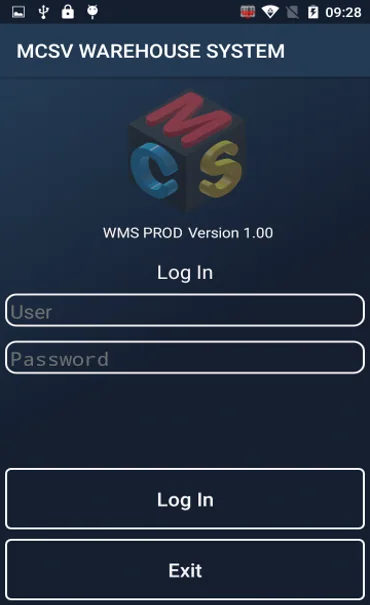 09:28
MCSV WAREHOUSE SYSTEM
M
C S
WMS PROD Version 1.00
Log In
User
Password
Log In
Exit